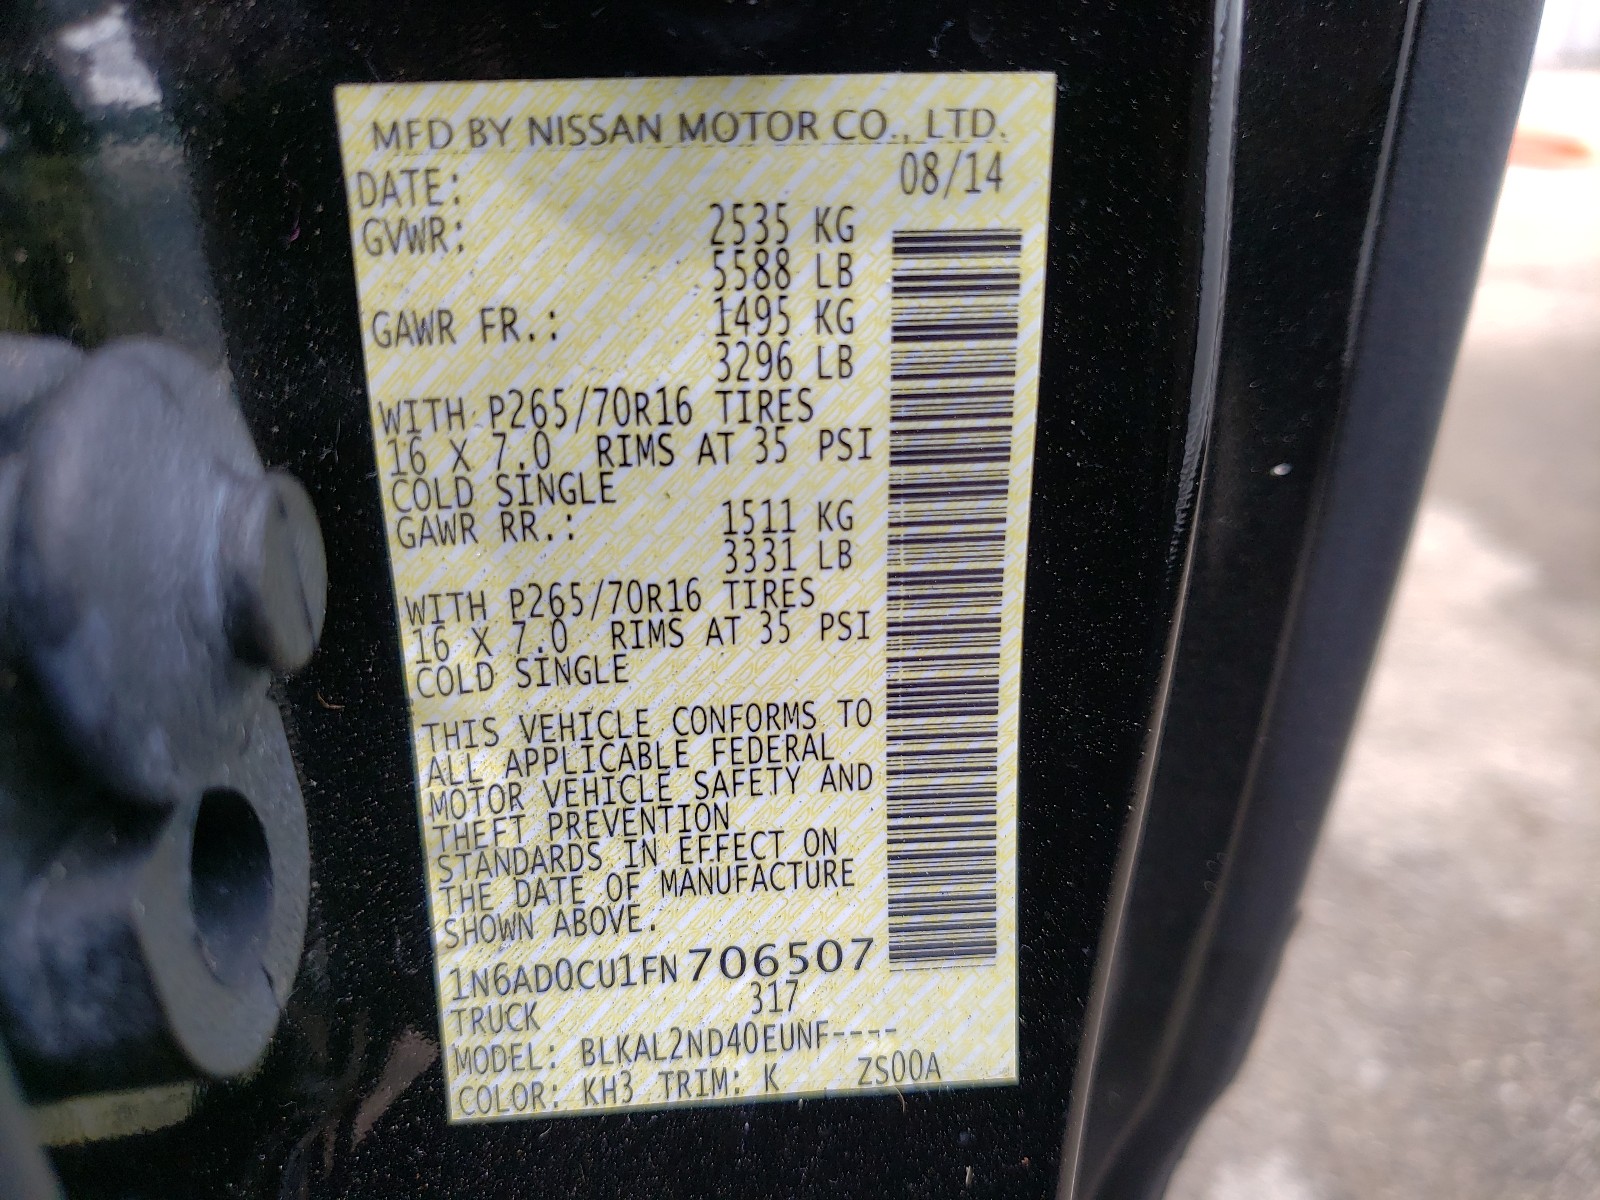 MFD BY NISSAN MOTOR CO., LTD.
DATE: 08/14
GVWR: 2535 KG
5588 LB
GAWR FR.: 1495 KG
3296 LB
WITH P265/70R16 TIRES
16 X 7.0 RIMS AT 35 PSI
COLD SINGLE
GAWR RR.: 1511 KG
3331 LB
WITH P265/70R16 TIRES
16 X 7.0 RIMS AT 35 PSI
COLD SINGLE
THIS VEHICLE CONFORMS TO
ALL APPLICABLE FEDERAL
MOTOR VEHICLE SAFETY AND
THEFT PREVENTION
STANDARDS IN EFFECT ON
THE DATE OF MANUFACTURE
SHOWN ABOVE.
1N6AD0CU1FN706507
TRUCK 317
MODEL: BLKAL2ND40EUNF----
COLOR: KH3 TRIM: K ZS00A